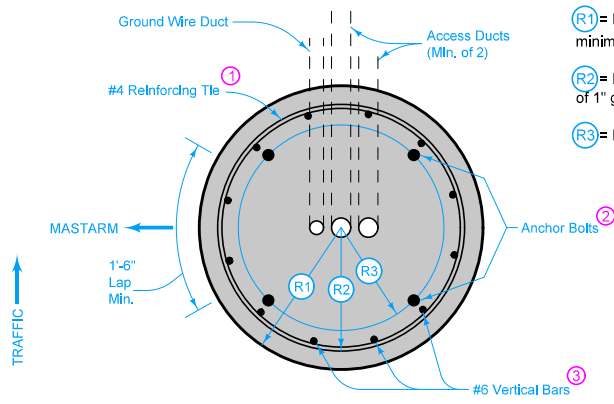 Ground Wire Duct
Access Ducts
(Min. of 2)
#4 Reinforcing Tie
1
R1 =
minim
R2 =
of 1"
R3 =
MASTARM
Anchor Bolts
2
1'-6"
Lap
Min.
R1
R2
R3
TRAFFIC
#6 Vertical Bars
3